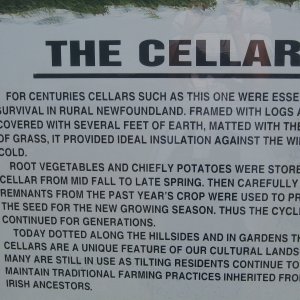 THE CELLAR
FOR CENTURIES CELLARS SUCH AS THIS ONE WERE ESSE
SURVIVAL IN RURAL NEWFOUNDLAND. FRAMED WITH LOGS A
COVERED WITH SEVERAL FEET OF EARTH, MATTED WITH THE
OF GRASS, IT PROVIDED IDEAL INSULATION AGAINST THE WI
COLD.
ROOT VEGETABLES AND CHIEFLY POTATOES WERE STORE
CELLAR FROM MID FALL TO LATE SPRING. THEN CAREFULLY
REMNANTS FROM THE PAST YEAR'S CROP WERE USED TO PR
THE SEED FOR THE NEW GROWING SEASON. THUS THE CYCL
CONTINUED FOR GENERATIONS.
TODAY DOTTED ALONG THE HILLSIDES AND IN GARDENS TH
CELLARS ARE A UNIQUE FEATURE OF OUR CULTURAL LANDS
MANY ARE STILL IN USE AS TILTING RESIDENTS CONTINUE TO
MAINTAIN TRADITIONAL FARMING PRACTICES INHERITED FROM
IRISH ANCESTORS.